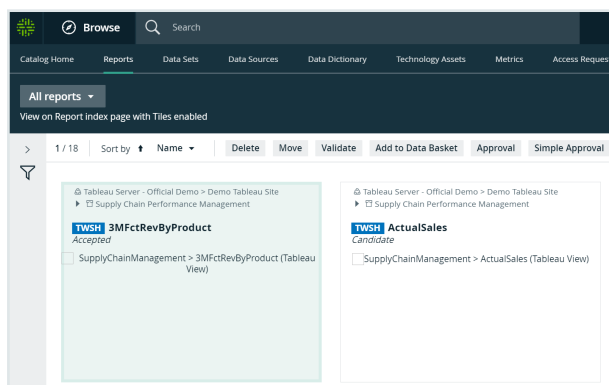 Browse Search
Catalog Home Reports Data Sets Data Sources Data Dictionary Technology Assets Metrics Access Reques
All reports
View on Report index page with Tiles enabled
1 / 18 Sort by Name Delete Move Validate Add to Data Basket Approval Simple Approval
Tableau Server - Official Demo > Demo Tableau Site
Supply Chain Performance Management
TWSH 3MFctRevByProduct
Accepted
SupplyChainManagement > 3MFctRevByProduct (Tableau
View)
Tableau Server - Official Demo > Demo Tableau Site
Supply Chain Performance Management
TWSH ActualSales
Candidate
SupplyChainManagement > ActualSales (Tableau View)